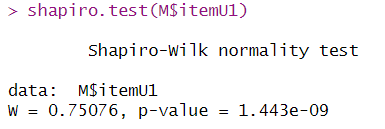 > shapiro.test(M$itemU1)
Shapiro-Wilk normality test
data:  M$itemU1
W = 0.75076, p-value = 1.443e-09